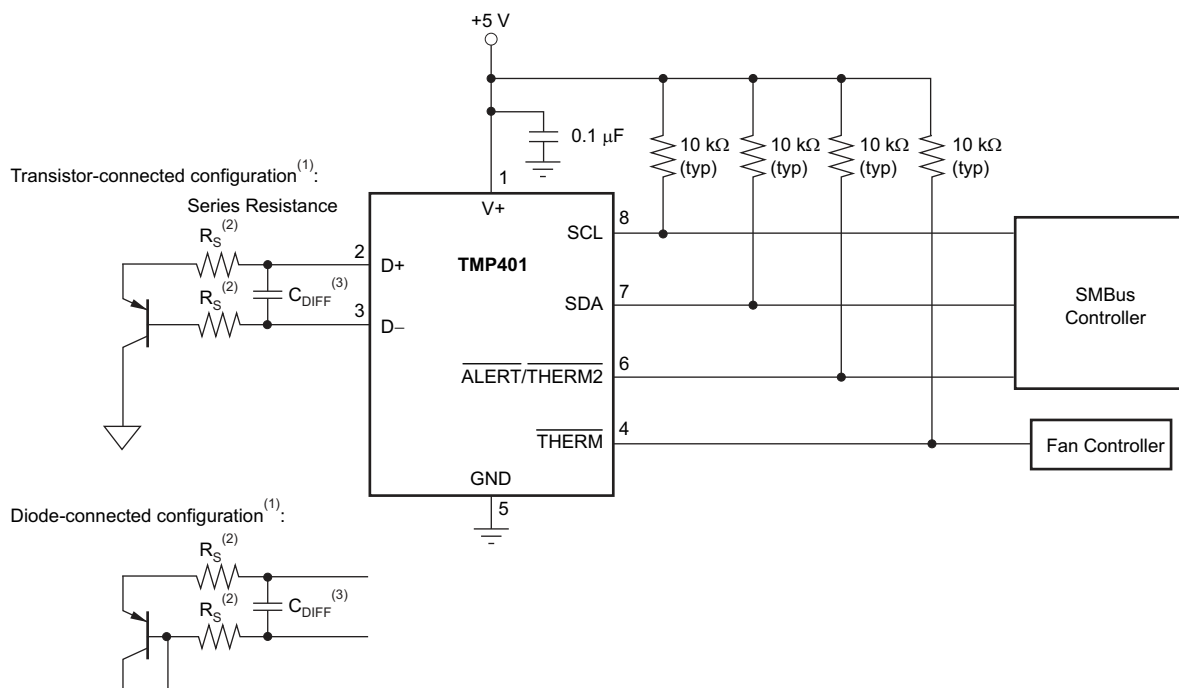 +5 V
0.1 μF
10 kΩ
(typ)
10 kΩ
(typ)
10 kΩ
(typ)
10 kΩ
(typ)
Transistor-connected configuration(1):
Series Resistance
RS(2)
RS(2)
CDIFF(3)
1
V+
2
D+
3
D−
TMP401
SCL
8
SDA
7
ALERT/THERM2
6
THERM
4
GND
5
SMBus
Controller
Fan Controller
Diode-connected configuration(1):
RS(2)
RS(2)
CDIFF(3)